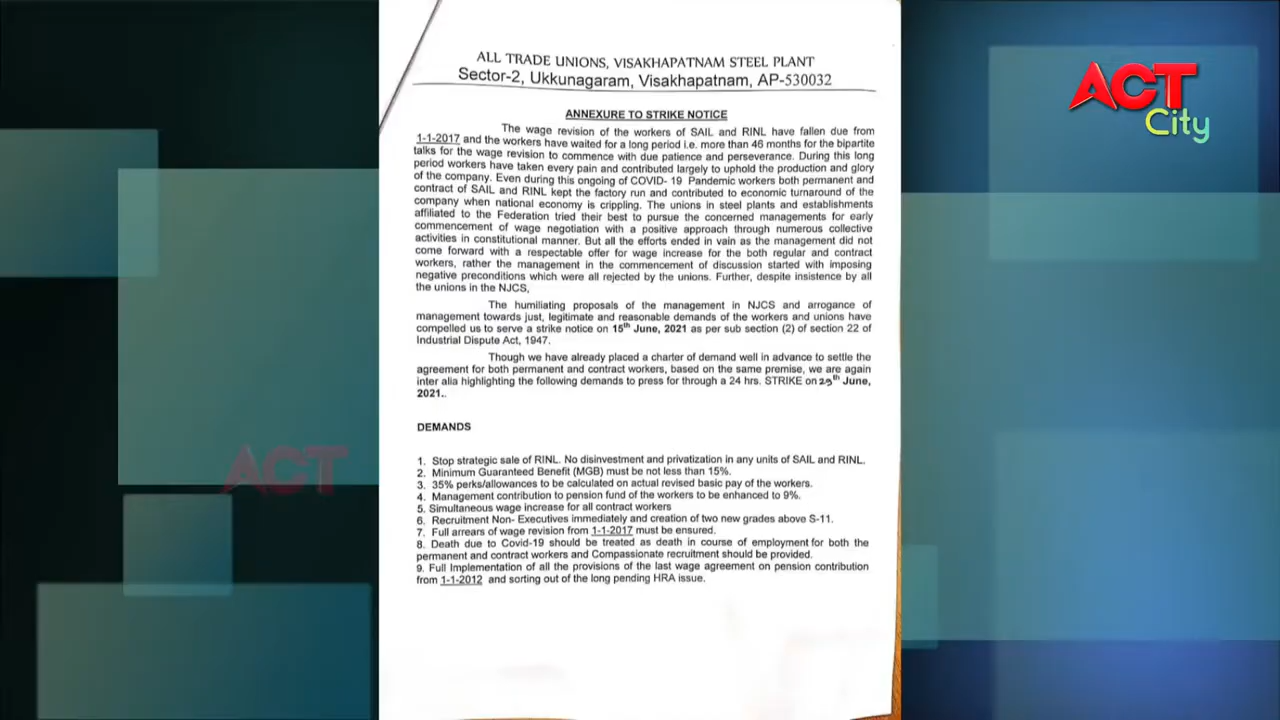 ALL TRADE UNIONS, VISAKHAPATNAM STEEL PLANT
Sector-2, Ukkunagaram, Visakhapatnam, AP-530032
ANNEXURE TO STRIKE NOTICE
The wage revision of the workers of SAIL and RINL have fallen due from
1-1-2017 and the workers have waited for a long period i.e. more than 46 months for the bipartite
talks for the wage revision to commence with due patience and perseverance. During this long
period workers have taken every pain and contributed largely to uphold the production and glory
of the company. Even during this ongoing of COVID- 19 Pandemic workers both permanent and
contract of SAIL and RINL kept the factory run and contributed to economic turnaround of the
company when national economy is crippling. The unions in steel plants and establishments
affiliated to the Federation tried their best to pursue the concerned managements for early
commencement of wage negotiation with a positive approach through numerous collective
activities in constitutional manner. But all the efforts ended in vain as the management did not
come forward with a respectable offer for wage increase for the both regular and contract
workers, rather the management in the commencement of discussion started with imposing
negative preconditions which were all rejected by the unions. Further, despite insistence by all
the unions in the NJCS,
The humiliating proposals of the management in NJCS and arrogance of
management towards just, legitimate and reasonable demands of the workers and unions have
compelled us to serve a strike notice on 15th June, 2021 as per sub section (2) of section 22 of
Industrial Dispute Act, 1947.
Though we have already placed a charter of demand well in advance to settle the
agreement for both permanent and contract workers, based on the same premise, we are again
inter alia highlighting the following demands to press for through a 24 hrs. STRIKE on th June,
2021..
DEMANDS
1. Stop strategic sale of RINL. No disinvestment and privatization in any units of SAIL and RINL.
2. Minimum Guaranteed Benefit (MGB) must be not less than 15%.
3. 35% perks/allowances to be calculated on actual revised basic pay of the workers.
4. Management contribution to pension fund of the workers to be enhanced to 9%.
5. Simultaneous wage increase for all contract workers
6. Recruitment Non- Executives immediately and creation of two new grades above S-11.
7. Full arrears of wage revision from 1-1-2017 must be ensured.
8. Death due to Covid-19 should be treated as death in course of employment for both the
permanent and contract workers and Compassionate recruitment should be provided.
9. Full Implementation of all the provisions of the last wage agreement on pension contribution
from 1-1-2012 and sorting out of the long pending HRA issue.
ACT
City
ACT